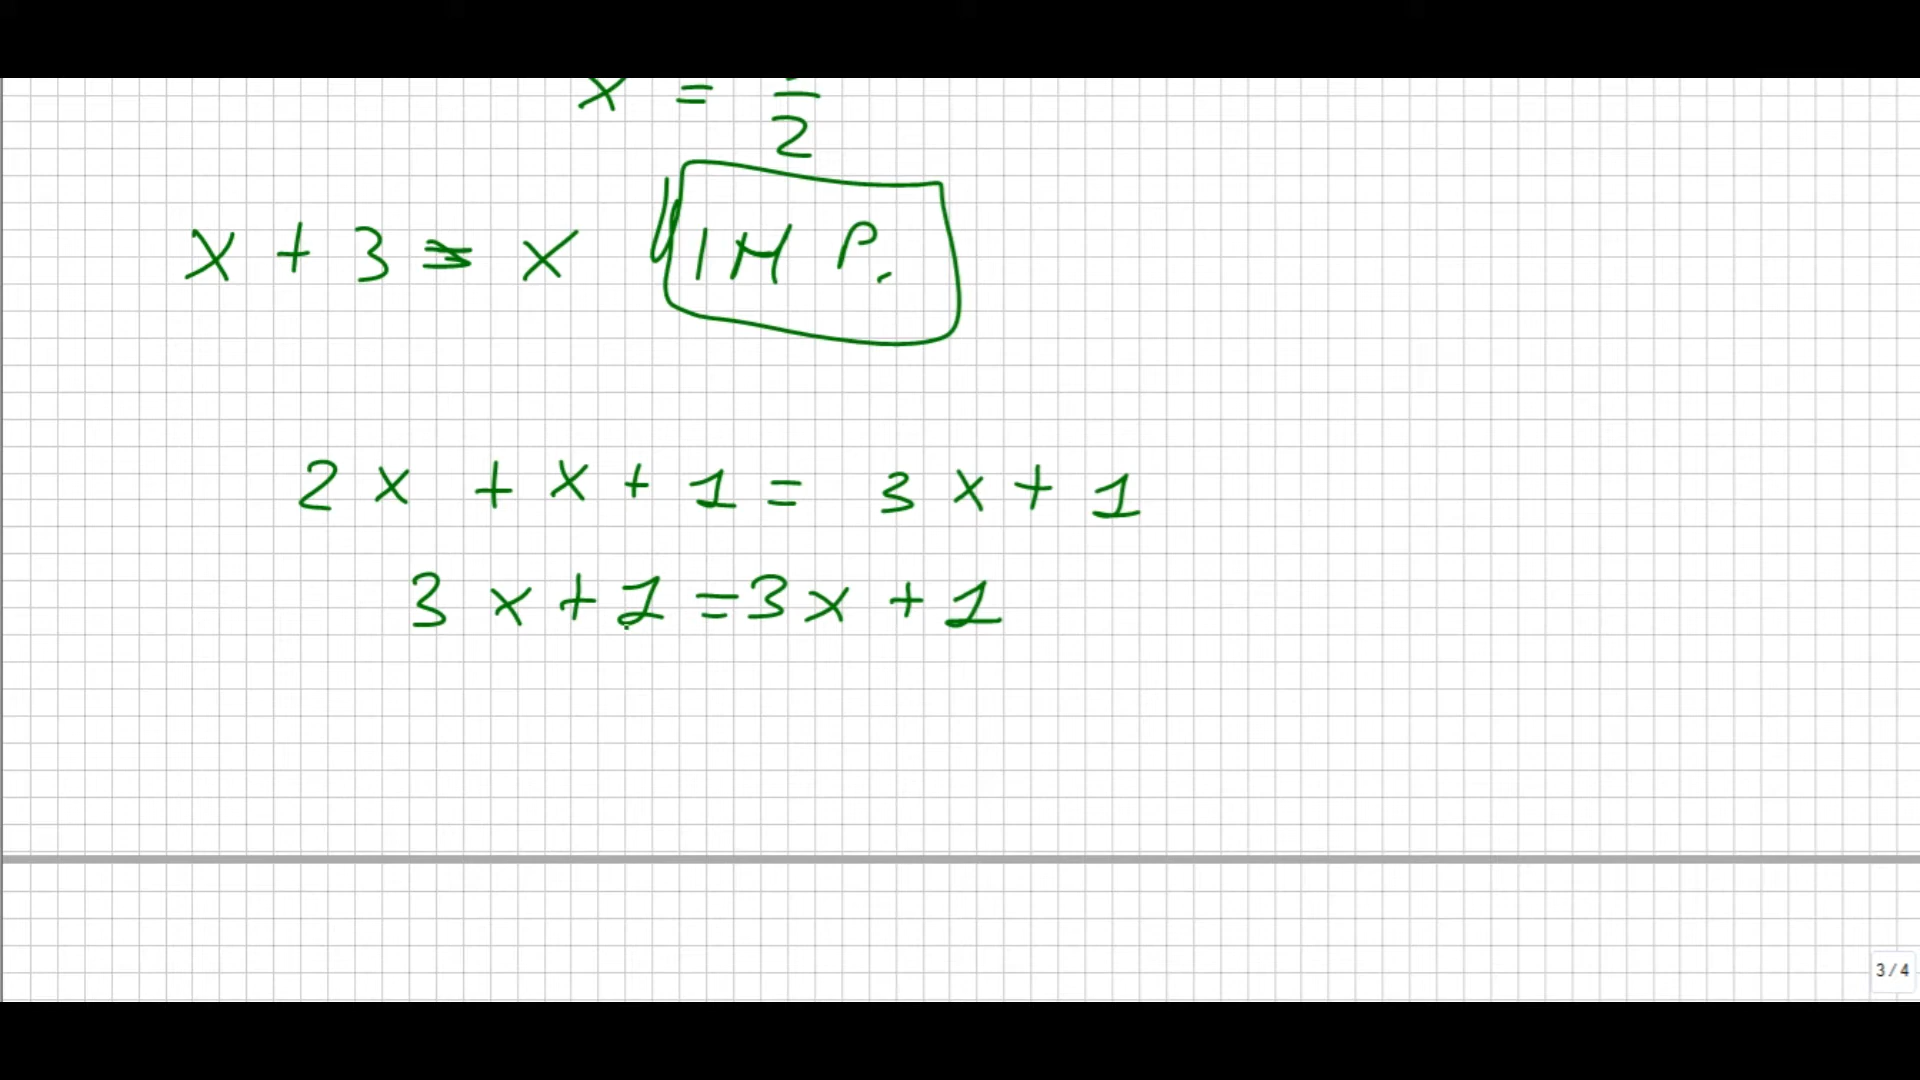 x = /2
x + 3 = x IMP.
2x + x + 1 = 3x + 1
3x + 1 = 3x + 1
3/4